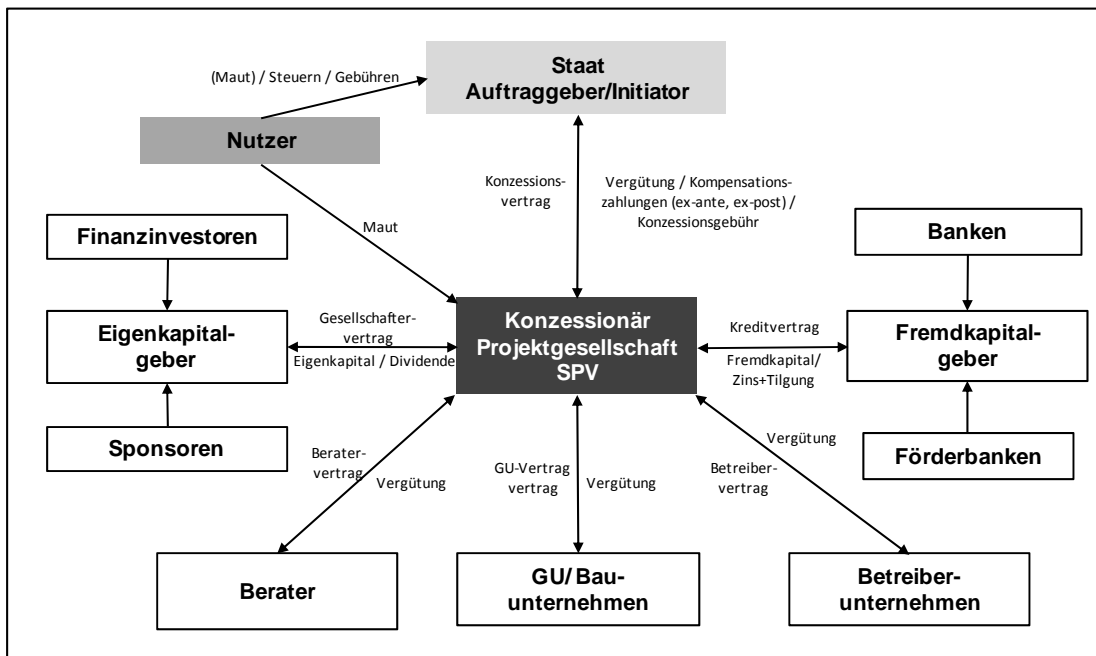 Staat
Auftraggeber/Initiator
(Maut) / Steuern / Gebühren
Nutzer
Konzessions-
vertrag
Vergütung / Kompensations-
zahlungen (ex-ante, ex-post) /
Konzessionsgebühr
Maut
Finanzinvestoren
Banken
Eigenkapital-
geber
Gesellschafter-
vertrag
Eigenkapital / Dividende
Konzessionär
Projektgesellschaft
SPV
Kreditvertrag
Fremdkapital/
Zins+Tilgung
Fremdkapital-
geber
Sponsoren
Förderbanken
Berater-
vertrag
Vergütung
GU-Vertrag
vertrag
Vergütung
Betreiber-
vertrag
Vergütung
Berater
GU/ Bau-
unternehmen
Betreiber-
unternehmen